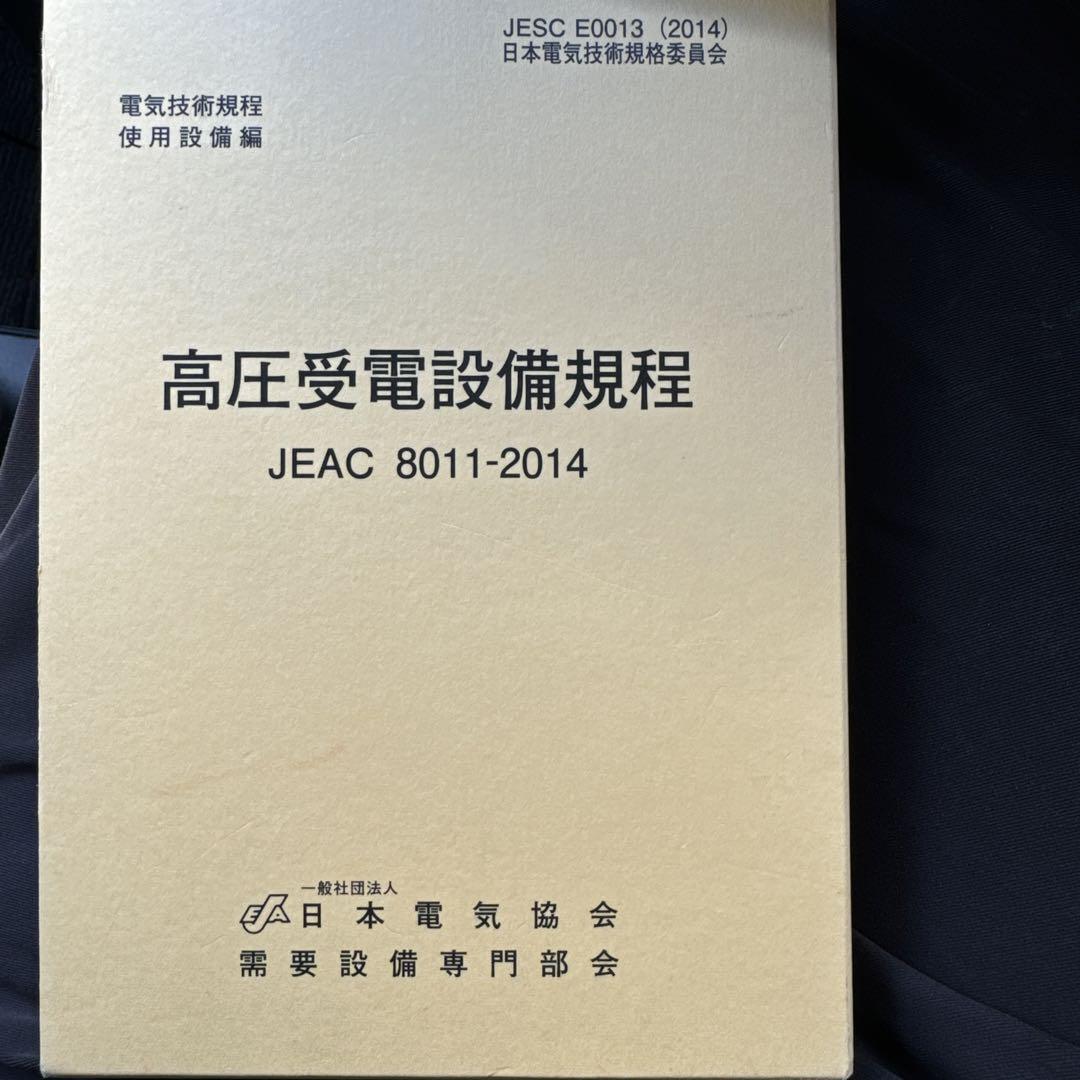 JESC E0013 (2014)
日本電気技術規格委員会
電気技術規程
使用設備編
高圧受電設備規程
JEAC 8011-2014
一般社団法人
日本電気協会
需要設備専門部会